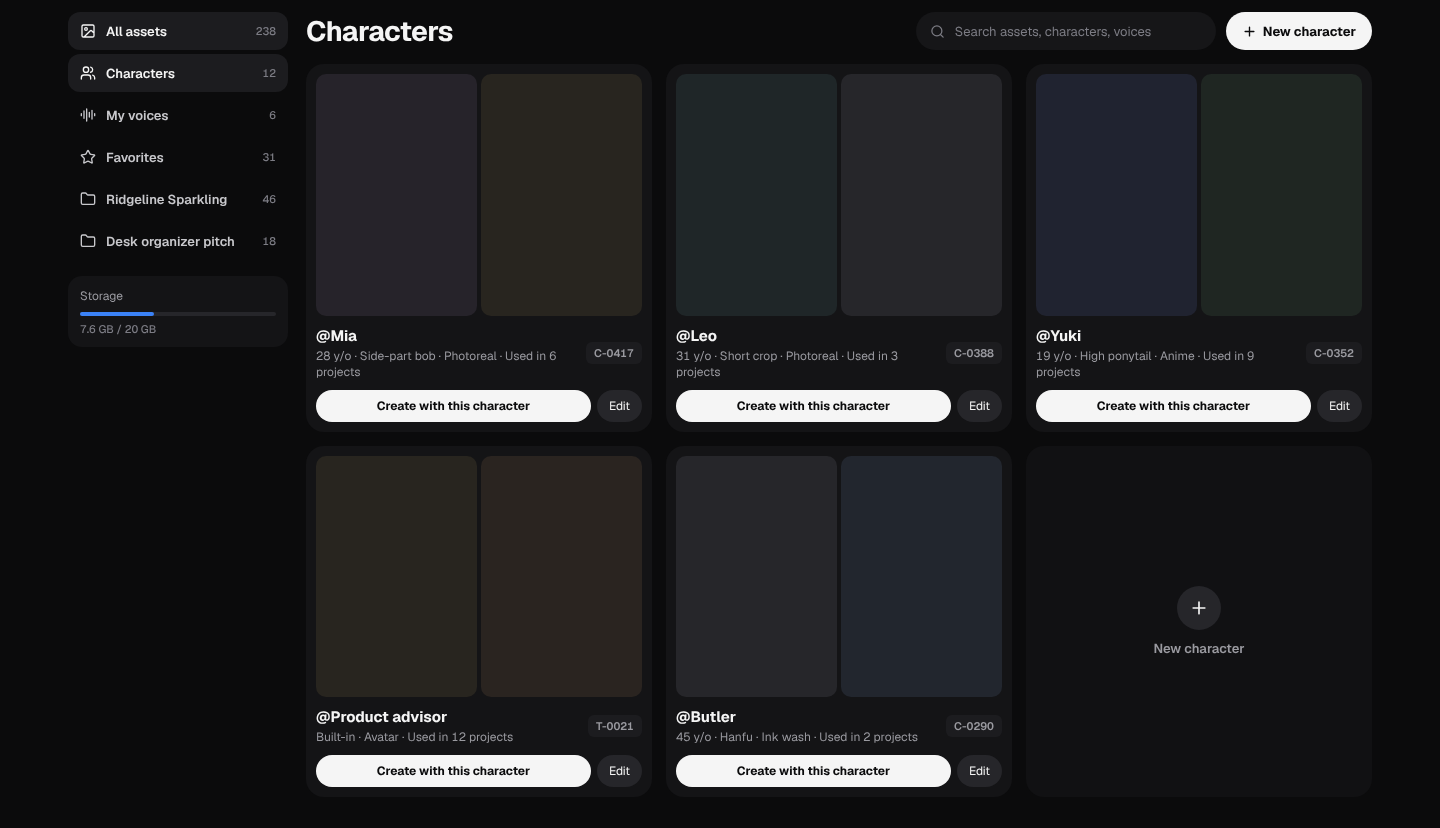 All assets 238
Characters 12
My voices 6
Favorites 31
Ridgeline Sparkling 46
Desk organizer pitch 18
Storage
7.6 GB / 20 GB
Characters
Search assets, characters, voices
New character
@Mia
28 y/o · Side-part bob · Photoreal · Used in 6
projects
C-0417
Create with this character
Edit
@Leo
31 y/o · Short crop · Photoreal · Used in 3
projects
C-0388
Create with this character
Edit
@Yuki
19 y/o · High ponytail · Anime · Used in 9
projects
C-0352
Create with this character
Edit
@Product advisor
Built-in · Avatar · Used in 12 projects
T-0021
Create with this character
Edit
@Butler
45 y/o · Hanfu · Ink wash · Used in 2 projects
C-0290
Create with this character
Edit
New character